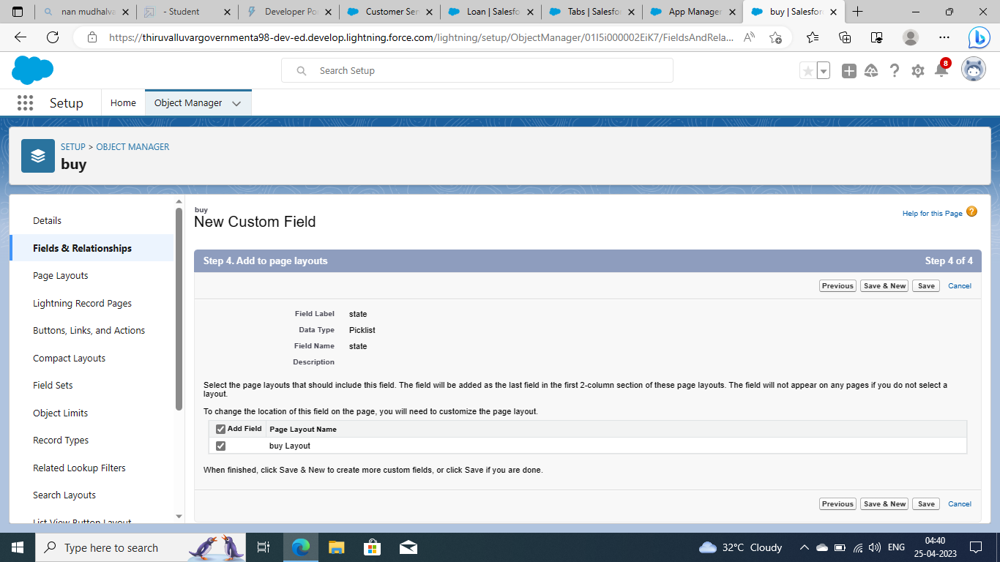 nan mudhalva
- Student
Developer Po
Customer Ser
Loan | Salesfo
Tabs | Salesfor
App Manager
buy | Salesfor
https://thiruvalluvargovernmenta98-dev-ed.develop.lightning.force.com/lightning/setup/ObjectManager/01I5i000002EiK7/FieldsAndRela...
Search Setup
8
Setup
Home
Object Manager
SETUP > OBJECT MANAGER
buy
Details
Fields & Relationships
Page Layouts
Lightning Record Pages
Buttons, Links, and Actions
Compact Layouts
Field Sets
Object Limits
Record Types
Related Lookup Filters
Search Layouts
List View Button Layout
buy
New Custom Field
Help for this Page
Step 4. Add to page layouts
Step 4 of 4
Previous Save & New Save Cancel
Field Label state
Data Type Picklist
Field Name state
Description
Select the page layouts that should include this field. The field will be added as the last field in the first 2-column section of these page layouts. The field will not appear on any pages if you do not select a
layout.
To change the location of this field on the page, you will need to customize the page layout.
Add Field Page Layout Name
buy Layout
When finished, click Save & New to create more custom fields, or click Save if you are done.
Previous Save & New Save Cancel
Type here to search
32°C Cloudy
ENG
04:40
25-04-2023